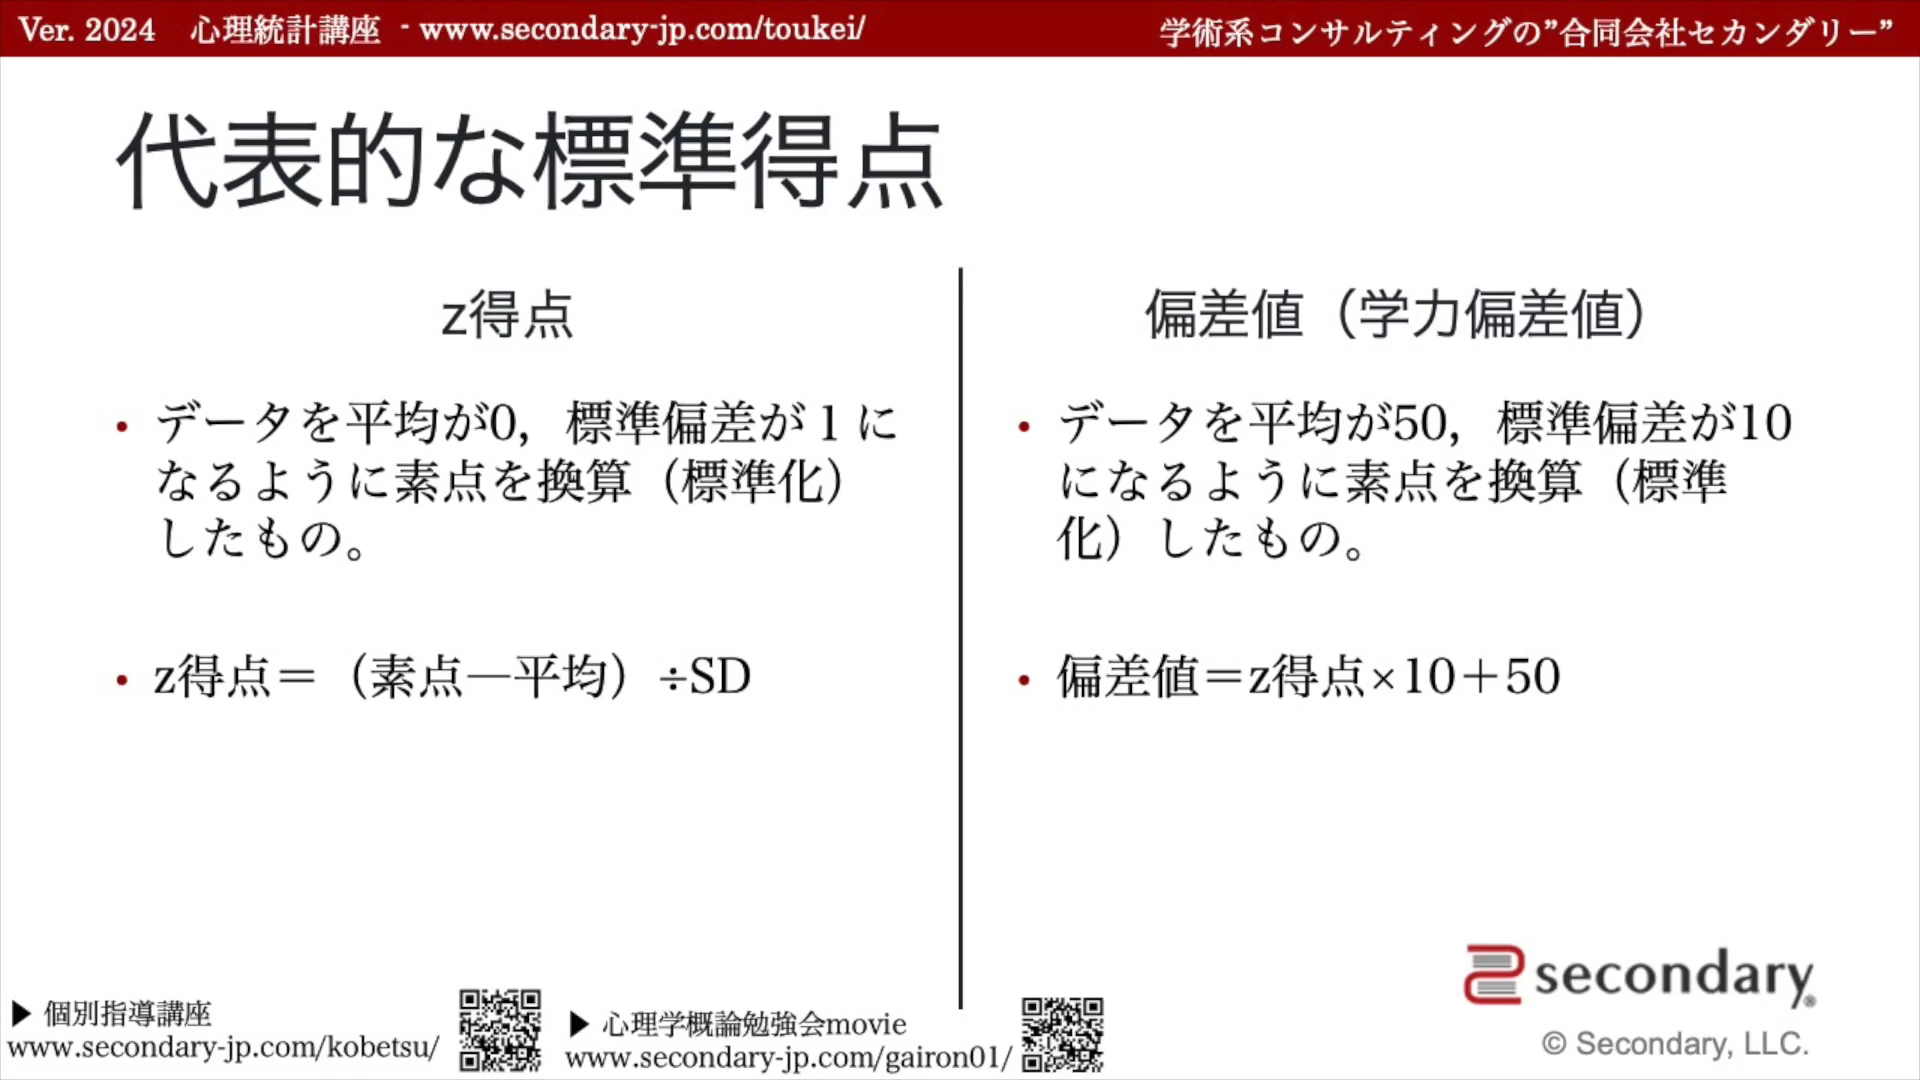 Ver. 2024　心理統計講座 - www.secondary-jp.com/toukei/
学術系コンサルティングの”合同会社セカンダリー”
代表的な標準得点
z得点
• データを平均が0，標準偏差が１に
なるように素点を換算（標準化）
したもの。
• z得点＝（素点―平均）÷SD
偏差値（学力偏差値）
• データを平均が50，標準偏差が10
になるように素点を換算（標準
化）したもの。
• 偏差値＝z得点×10＋50
▶ 個別指導講座
www.secondary-jp.com/kobetsu/
▶ 心理学概論勉強会movie
www.secondary-jp.com/gairon01/
secondary®
© Secondary, LLC.